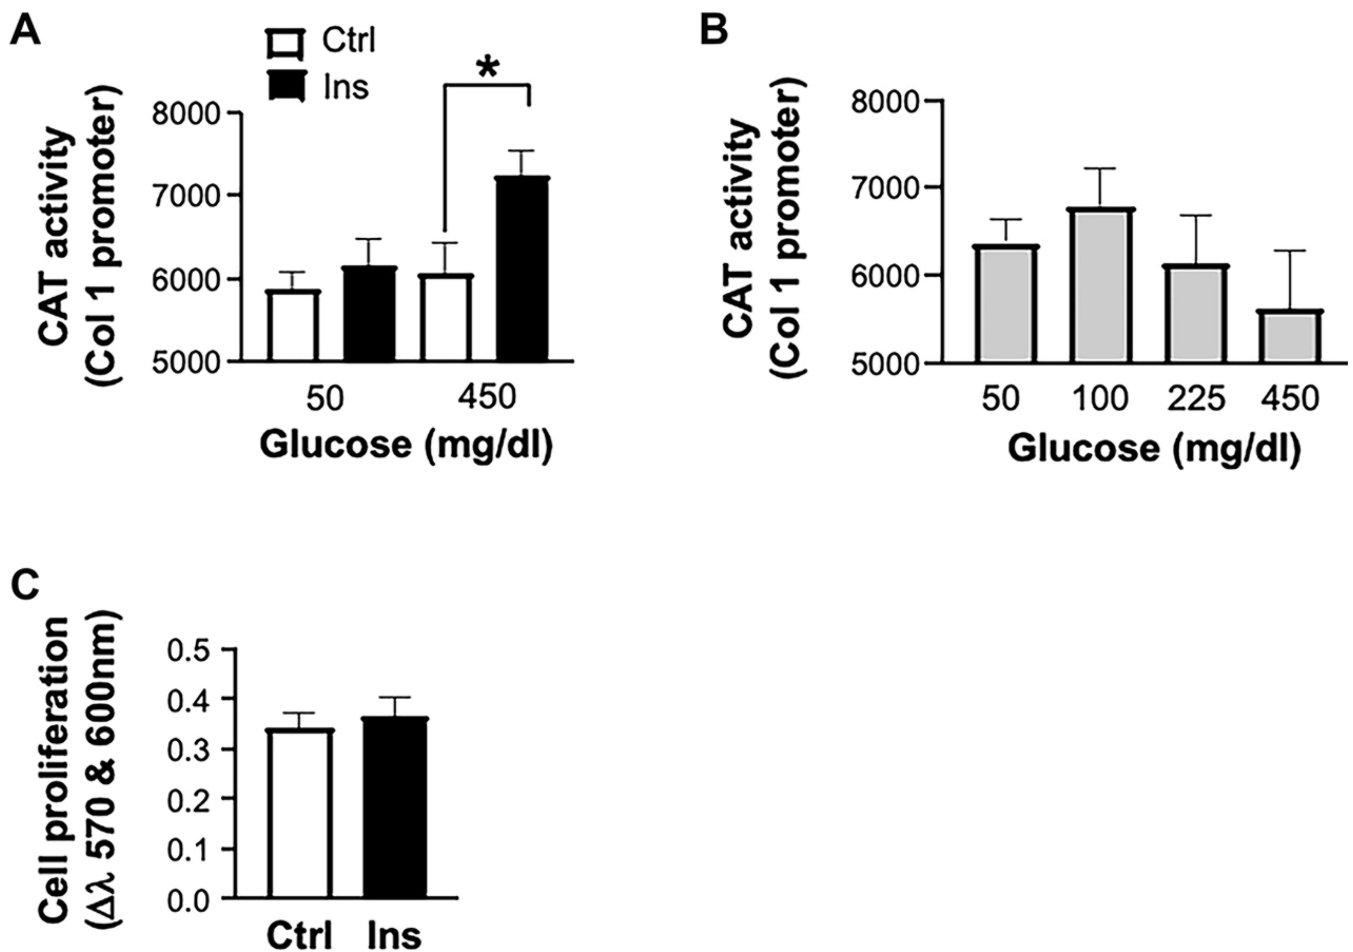 A
Ctrl
Ins
*
CAT activity
(Col 1 promoter)
8000
7000
6000
5000
50 450
Glucose (mg/dl)
B
CAT activity
(Col 1 promoter)
8000
7000
6000
5000
50 100 225 450
Glucose (mg/dl)
C
Cell proliferation
(Δλ 570 & 600nm)
0.5
0.4
0.3
0.2
0.1
0.0
Ctrl Ins